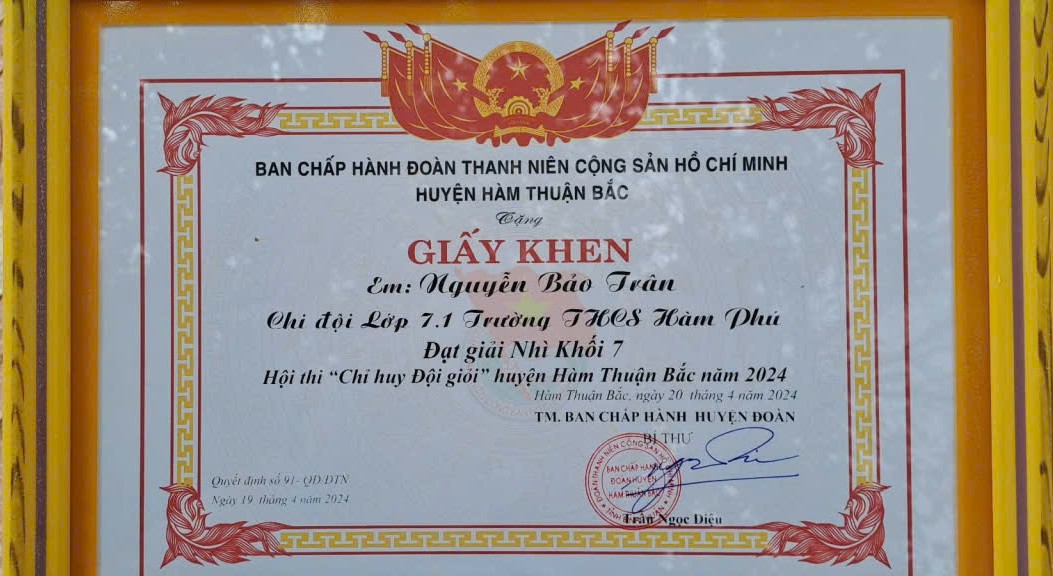 BAN CHẤP HÀNH ĐOÀN THANH NIÊN CỘNG SẢN HỒ CHÍ MINH
HUYỆN HÀM THUẬN BẮC
Tặng
GIẤY KHEN
Em: Nguyễn Bảo Trân
Chi đội Lớp 7.1 Trường THCS Hàm Phú
Đạt giải Nhì Khối 7
Hội thi “Chỉ huy Đội giỏi” huyện Hàm Thuận Bắc năm 2024
Hàm Thuận Bắc, ngày 20 tháng 4 năm 2024
TM. BAN CHẤP HÀNH HUYỆN ĐOÀN
BÍ THƯ
BAN CHẤP HÀNH
ĐOÀN HUYỆN
HÀM THUẬN BẮC
Trần Ngọc Diệu
Quyết định số 91- QĐ/ĐTN
Ngày 19 tháng 4 năm 2024